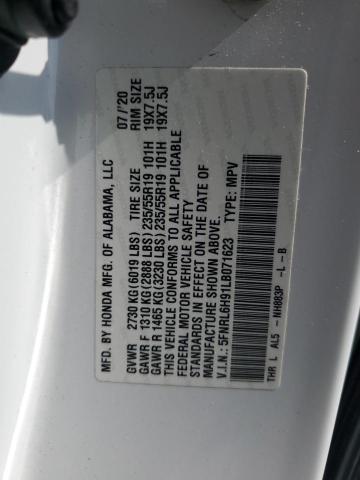 MFD. BY HONDA MFG. OF ALABAMA, LLC 07/'20
GVWR 2730 KG(6019 LBS) TIRE SIZE RIM SIZE
GAWR F 1310 KG(2888 LBS)235/55R19 101H 19X7.5J
GAWR R 1465 KG(3230 LBS)235/55R19 101H 19X7.5J
THIS VEHICLE CONFORMS TO ALL APPLICABLE
FEDERAL MOTOR VEHICLE SAFETY
STANDARDS IN EFFECT ON THE DATE OF
MANUFACTURE SHOWN ABOVE.
V.I.N.: 5FNRL6H91LB071623 TYPE: MPV
THR L AL5 - NH883P -L -B